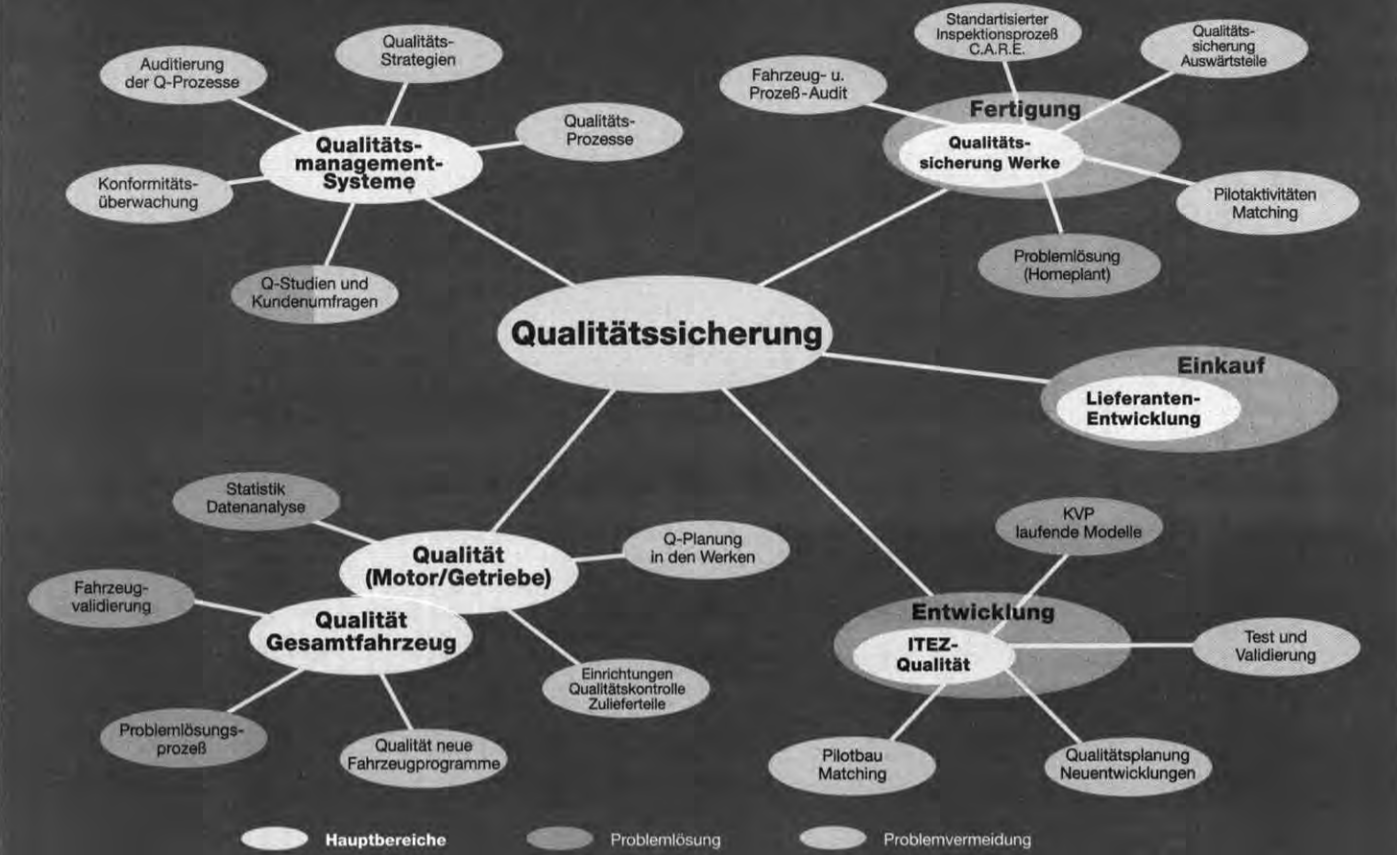 Auditierung
der Q-Prozesse
Qualitäts-
Strategien
Qualitäts-
Prozesse
Qualitäts-
management-
Systeme
Konformitäts-
überwachung
Q-Studien und
Kundenumfragen
Standartisierter
Inspektionsprozeß
C.A.R.E.
Qualitäts-
sicherung
Auswärtsteile
Fahrzeug- u.
Prozeß-Audit
Fertigung
Qualitäts-
sicherung Werke
Pilotaktivitäten
Matching
Problemlösung
(Homeplant)
Qualitätssicherung
Einkauf
Lieferanten-
Entwicklung
Statistik
Datenanalyse
Qualität
(Motor/Getriebe)
Q-Planung
in den Werken
Fahrzeug-
validierung
Qualität
Gesamtfahrzeug
Einrichtungen
Qualitätskontrolle
Zulieferteile
Problemlösungs-
prozeß
Qualität neue
Fahrzeugprogramme
KVP
laufende Modelle
Entwicklung
ITEZ-
Qualität
Test und
Validierung
Pilotbau
Matching
Qualitätsplanung
Neuentwicklungen
Hauptbereiche
Problemlösung
Problemvermeidung